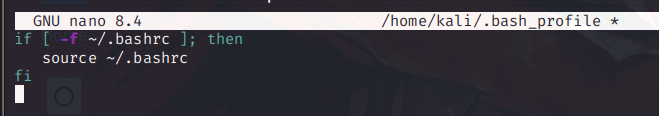 GNU nano 8.4 /home/kali/.bash_profile *
if [ -f ~/.bashrc ]; then
   source ~/.bashrc
fi